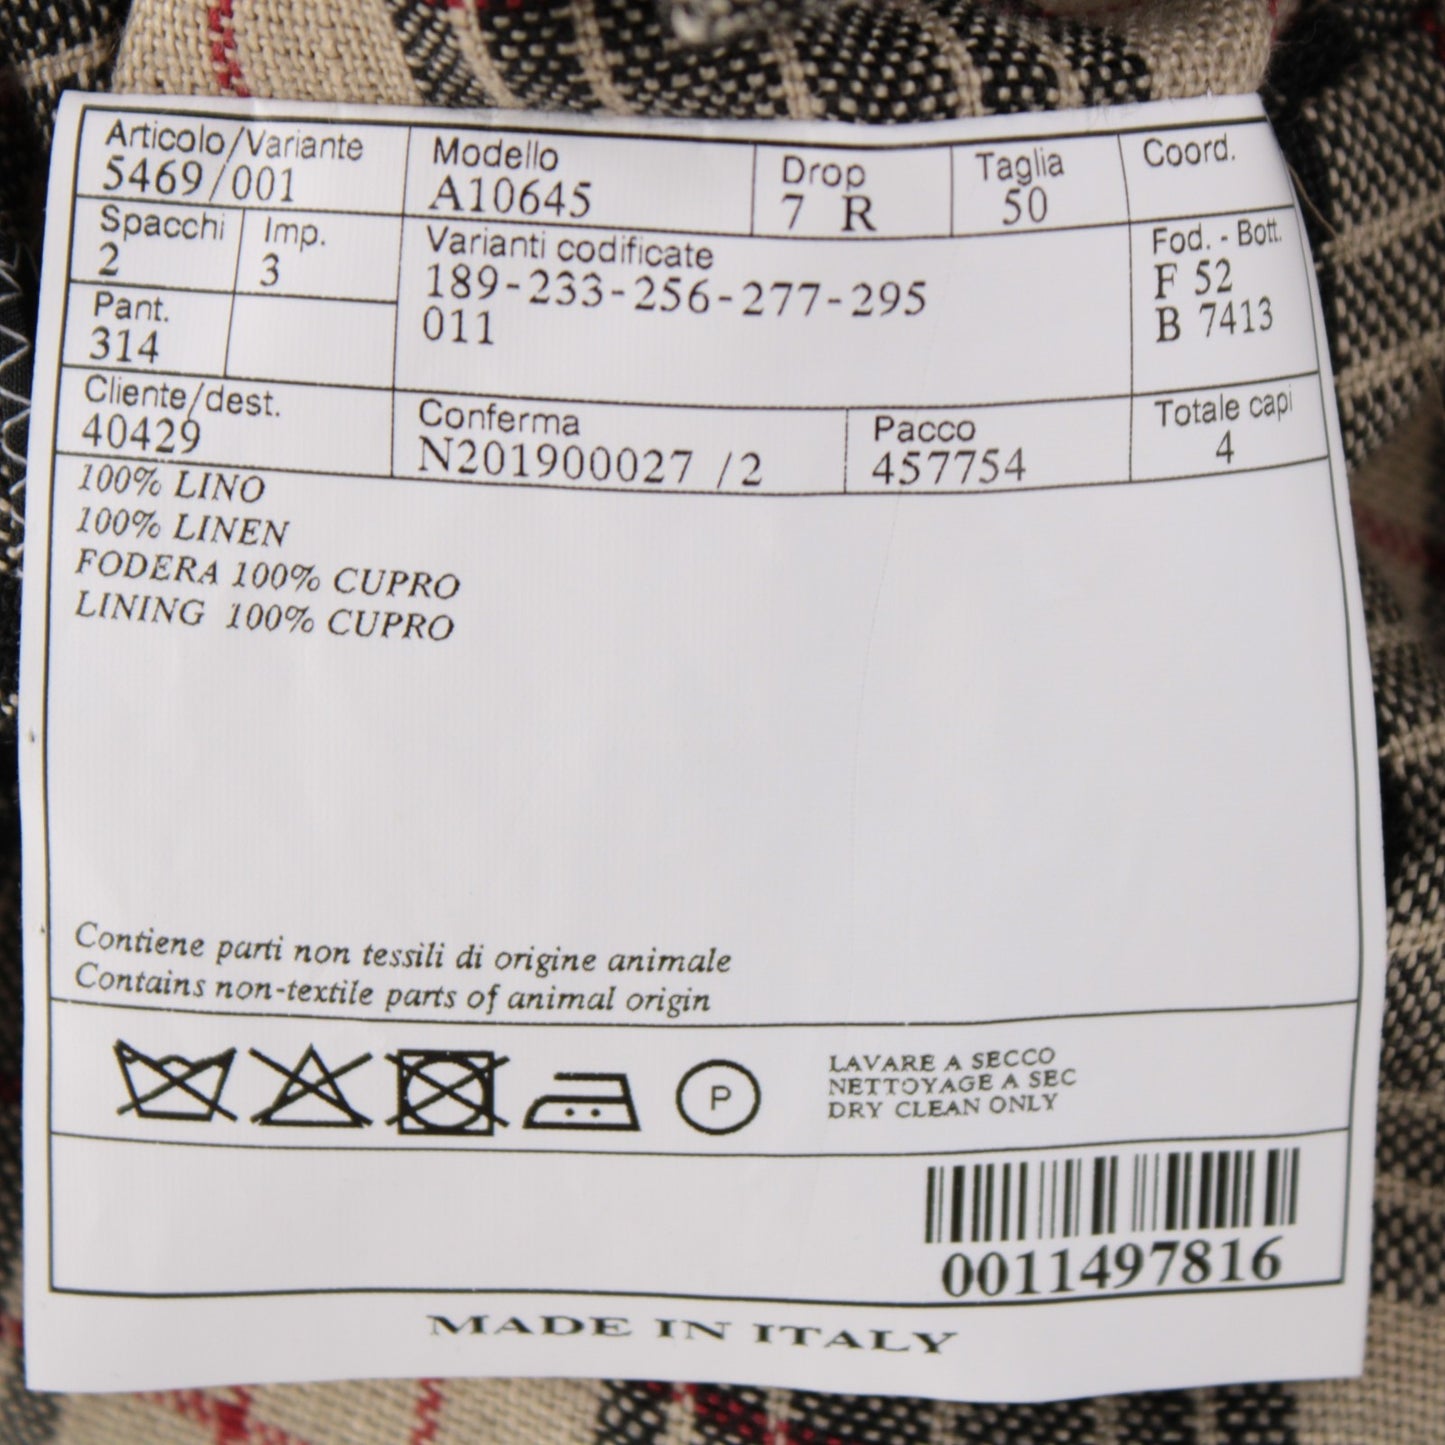 Articolo/Variante
5469/001
Modello
A10645
Drop
7 R
Taglia
50
Coord.
Spacchi
2
Imp.
3
Varianti codificate
189-233-256-277-295
011
Fod. - Bott.
F 52
B 7413
Pant.
314
Cliente/dest.
40429
Conferma
N201900027 /2
Pacco
457754
Totale capi
4
100% LINO
100% LINEN
FODERA 100% CUPRO
LINING 100% CUPRO
Contiene parti non tessili di origine animale
Contains non-textile parts of animal origin
P
LAVARE A SECCO
NETTOYAGE A SEC
DRY CLEAN ONLY
0011497816
MADE IN ITALY